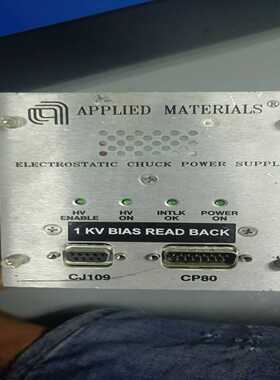 APPLIED MATERIALS®
ELECTROSTATIC CHUCK POWER SUPPL
HV ENABLE HV ON INTLK OK POWER ON
1 KV BIAS READ BACK
CJ109 CP80